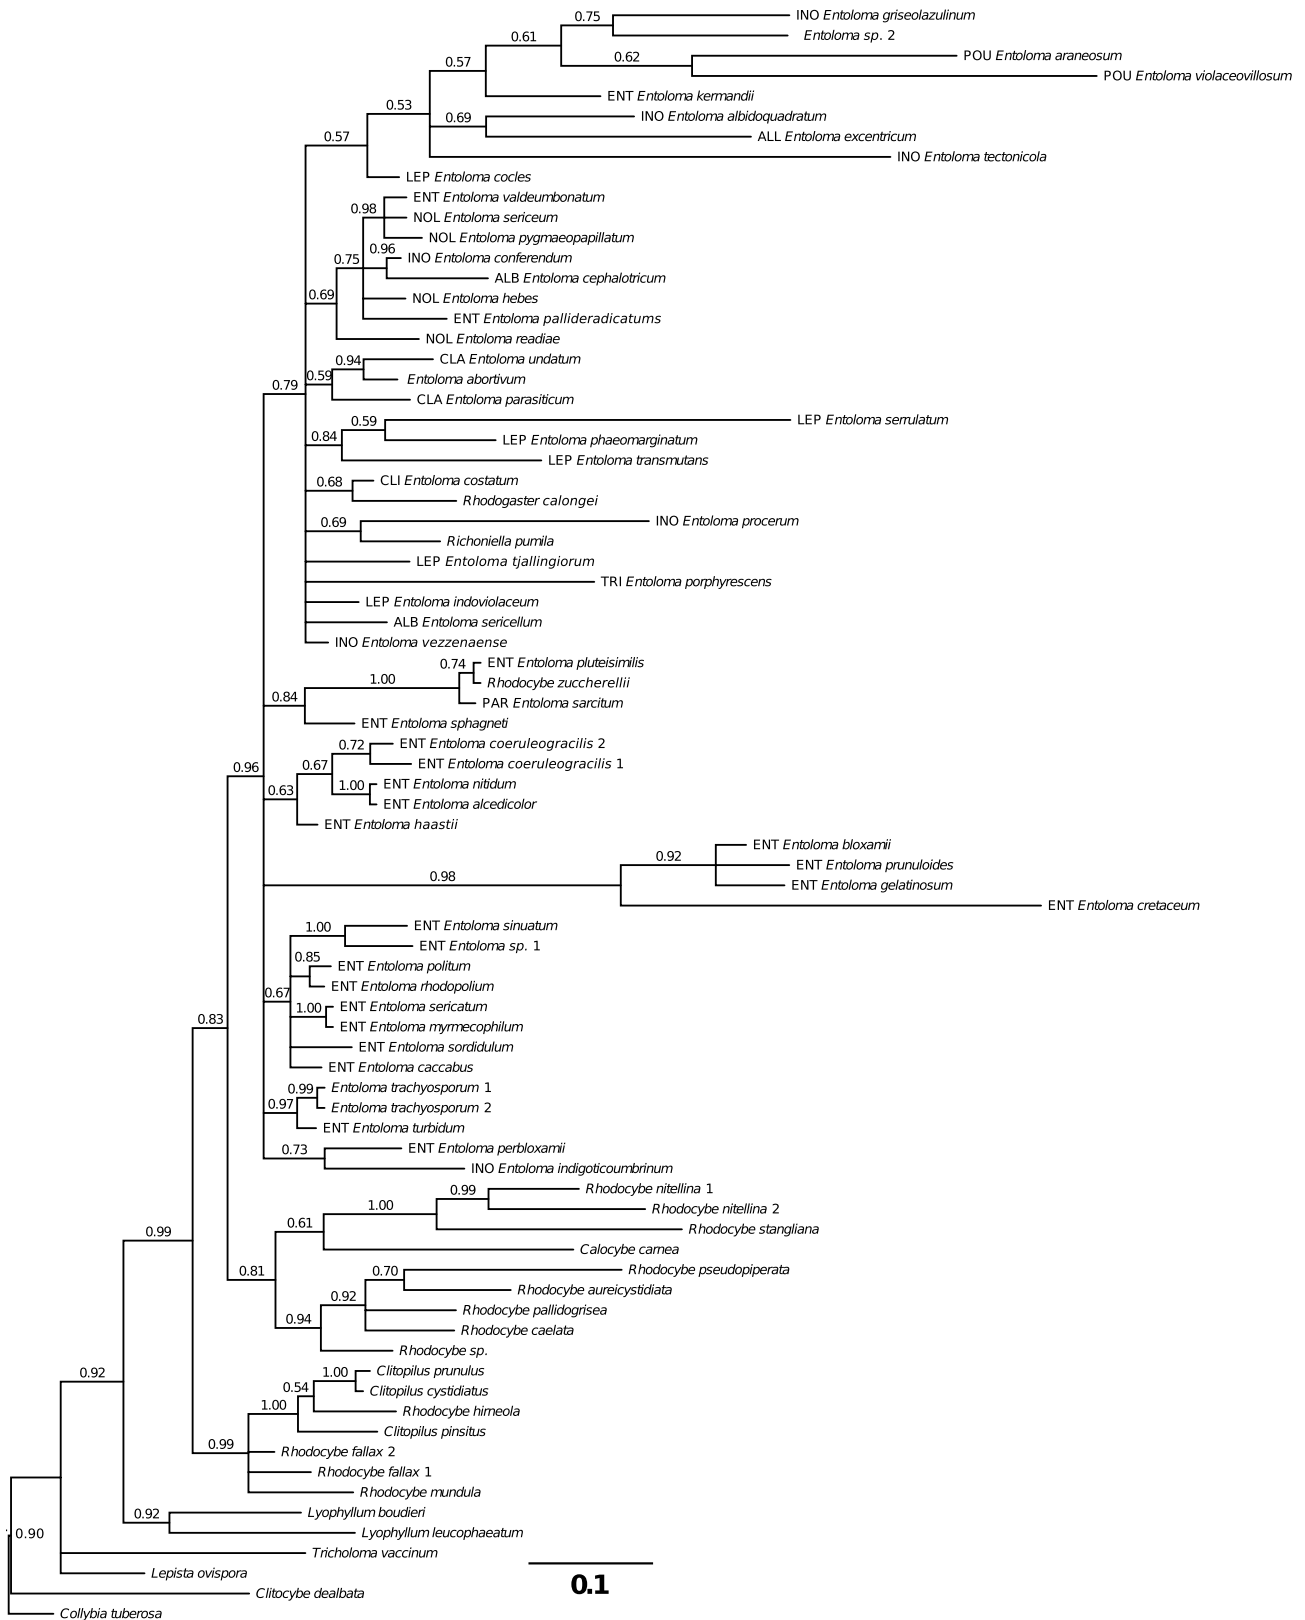 0.75
INO Entoloma griseolazulinum
0.61
Entoloma sp. 2
0.62
POU Entoloma araneosum
0.57
POU Entoloma violaceovillosum
ENT Entoloma kermandii
0.53
0.69
INO Entoloma albidoquadratum
ALL Entoloma excentricum
0.57
INO Entoloma tectonicola
LEP Entoloma cocles
ENT Entoloma valdeumbonatum
0.98
NOL Entoloma sericeum
NOL Entoloma pygmaeopapillatum
0.96
0.75
INO Entoloma conferendum
ALB Entoloma cephalotricum
0.69
NOL Entoloma hebes
ENT Entoloma pallideradicatums
NOL Entoloma readiae
0.94
CLA Entoloma undatum
0.59
Entoloma abortivum
0.79
CLA Entoloma parasiticum
0.59
LEP Entoloma serrulatum
0.84
LEP Entoloma phaeomarginatum
LEP Entoloma transmutans
0.68
CLI Entoloma costatum
Rhodogaster calongei
0.69
INO Entoloma procerum
Richoniella pumila
LEP Entoloma tjallingiorum
TRI Entoloma porphyrescens
LEP Entoloma indoviolaceum
ALB Entoloma sericellum
INO Entoloma vezzenaense
0.74
ENT Entoloma pluteisimilis
1.00
Rhodocybe zuccherellii
0.84
PAR Entoloma sarcitum
ENT Entoloma sphagneti
0.72
ENT Entoloma coeruleogracilis 2
0.67
ENT Entoloma coeruleogracilis 1
0.96
1.00
ENT Entoloma nitidum
0.63
ENT Entoloma alcedicolor
ENT Entoloma haastii
ENT Entoloma bloxamii
0.92
ENT Entoloma prunuloides
0.98
ENT Entoloma gelatinosum
ENT Entoloma cretaceum
1.00
ENT Entoloma sinuatum
ENT Entoloma sp. 1
0.85
ENT Entoloma politum
0.67
ENT Entoloma rhodopolium
1.00
ENT Entoloma sericatum
0.83
ENT Entoloma myrmecophilum
ENT Entoloma sordidulum
ENT Entoloma caccabus
0.99
Entoloma trachyosporum 1
0.97
Entoloma trachyosporum 2
ENT Entoloma turbidum
0.73
ENT Entoloma perbloxamii
INO Entoloma indigoticoumbrinum
0.99
Rhodocybe nitellina 1
1.00
Rhodocybe nitellina 2
0.61
Rhodocybe stangliana
0.99
Calocybe carnea
0.81
0.70
Rhodocybe pseudopiperata
0.92
Rhodocybe aureicystidiata
0.94
Rhodocybe pallidogrisea
Rhodocybe caelata
Rhodocybe sp.
0.92
1.00
Clitopilus prunulus
0.54
Clitopilus cystidiatus
1.00
Rhodocybe hirneola
Clitopilus pinsitus
0.99
Rhodocybe fallax 2
Rhodocybe fallax 1
Rhodocybe mundula
0.92
Lyophyllum boudieri
0.90
Lyophyllum leucophaeatum
Tricholoma vaccinum
Lepista ovispora
0.1
Clitocybe dealbata
Collybia tuberosa